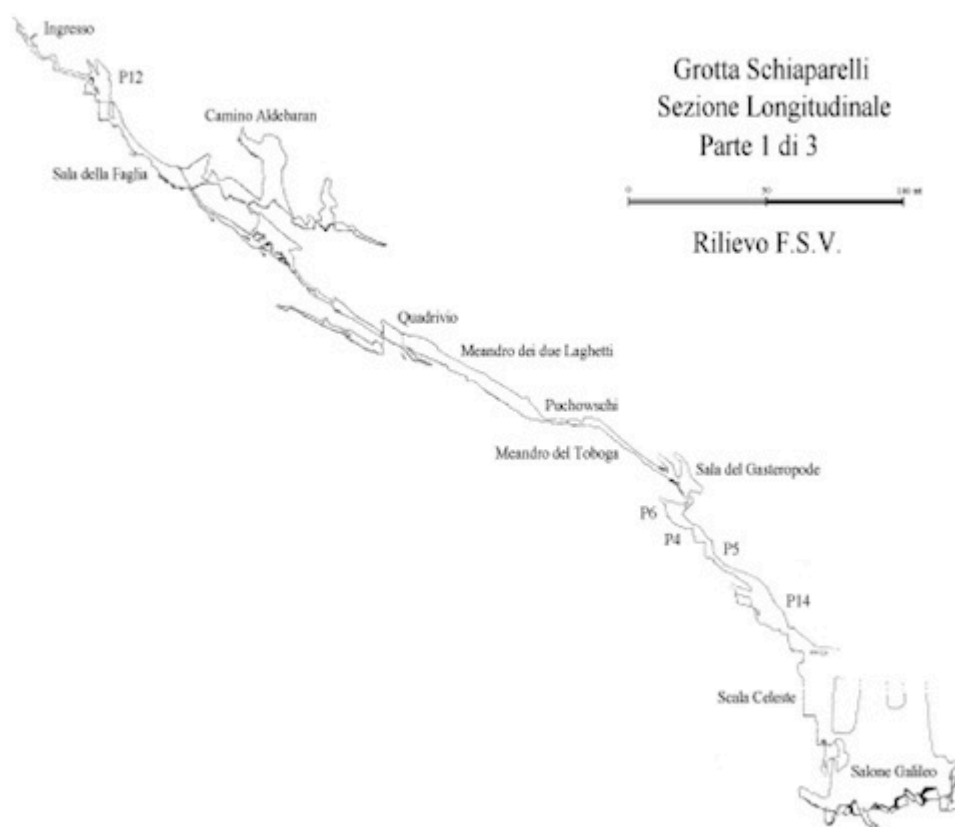 Ingresso
P12
Grotta Schiaparelli
Sezione Longitudinale
Parte 1 di 3
Camino Aldebaran
Sala della Faglia
0 50 100 mt
Rilievo F.S.V.
Quadrivio
Meandro dei due Laghetti
Puchowschi
Meandro del Toboga
Sala del Gasteropode
P6
P4
P5
P14
Scala Celeste
Salone Galileo